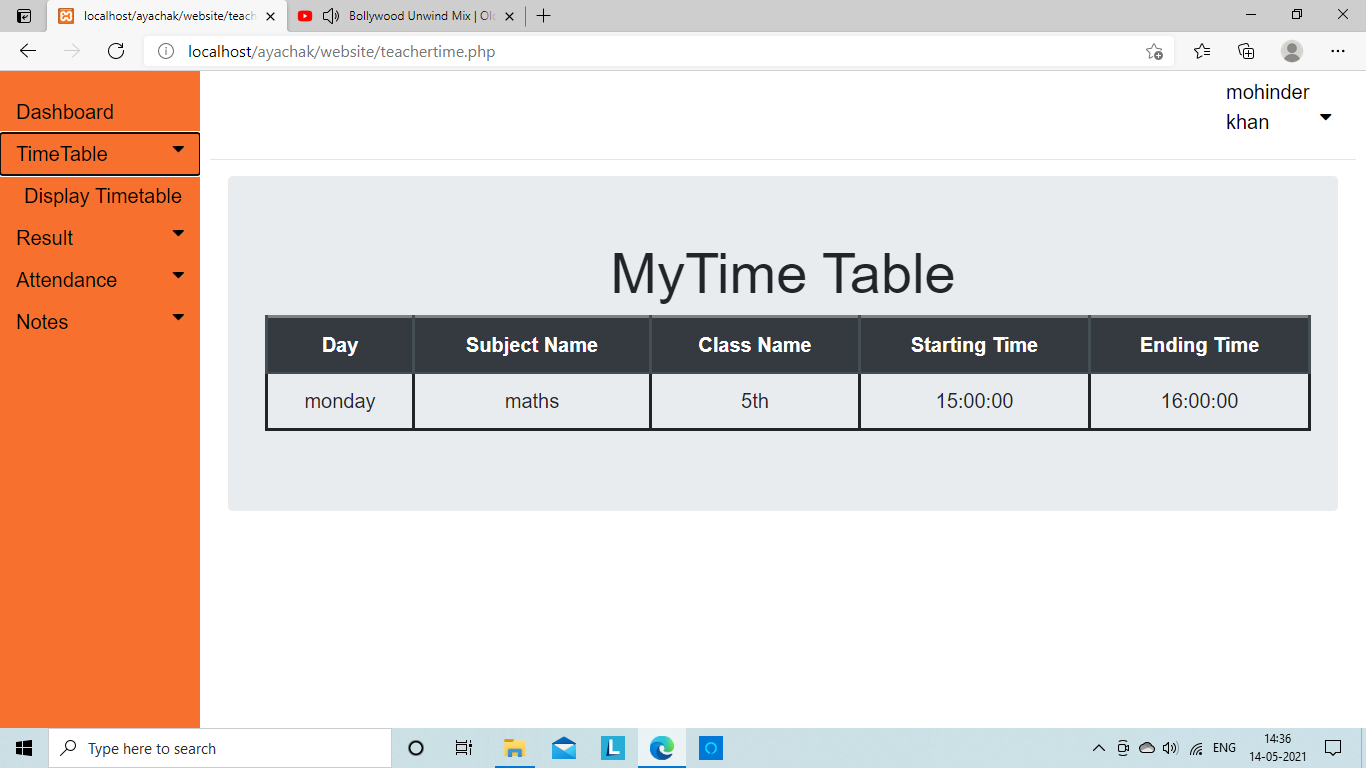 localhost/ayachak/website/teach
Bollywood Unwind Mix | Ol
localhost/ayachak/website/teachertime.php
mohinder
khan
Dashboard
TimeTable
Display Timetable
Result
Attendance
Notes
MyTime Table
Day Subject Name Class Name Starting Time Ending Time
monday maths 5th 15:00:00 16:00:00
Type here to search
L
ENG
14:36
14-05-2021